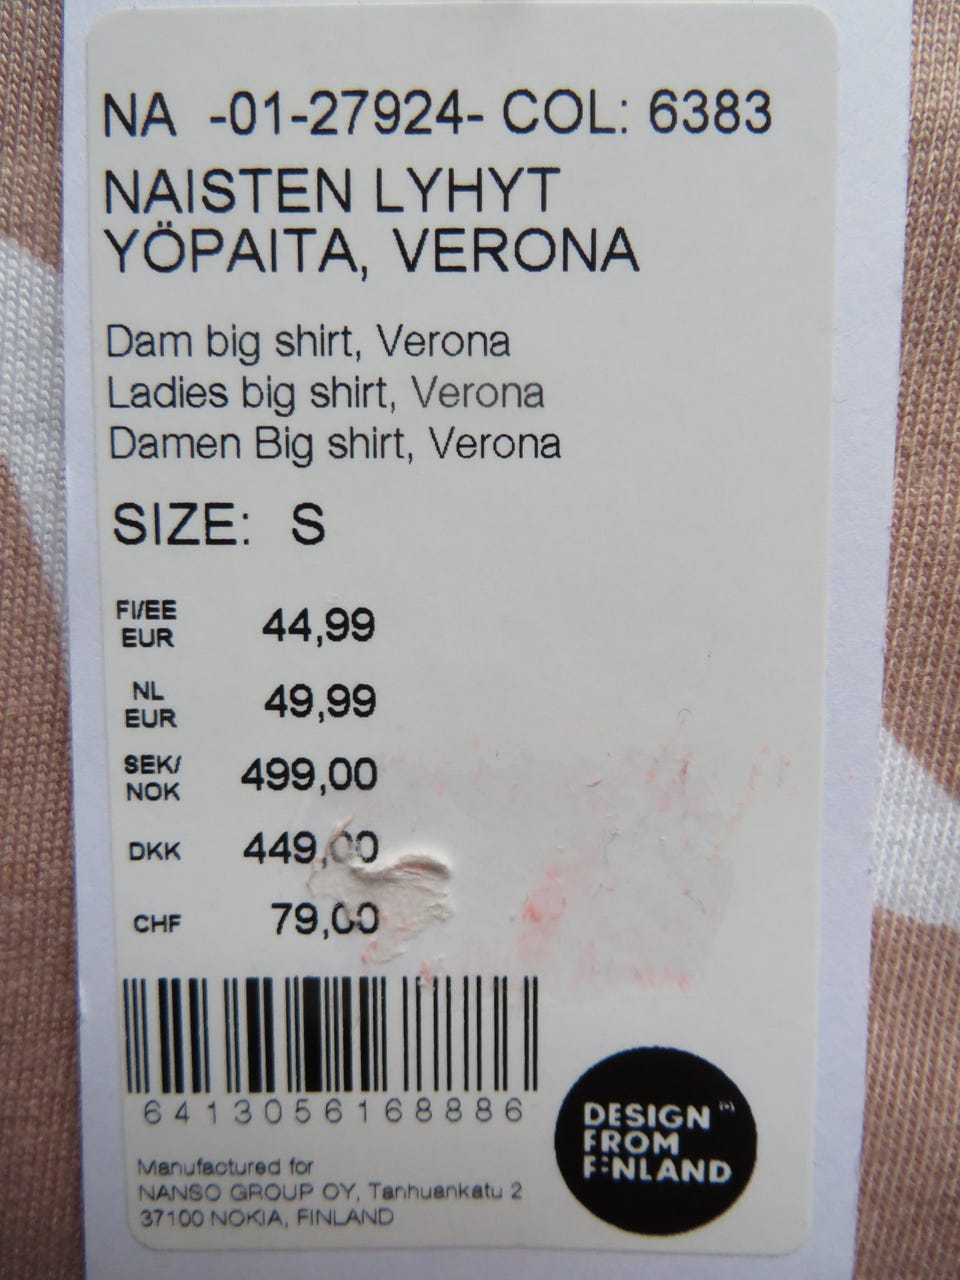 NA -01-27924- COL: 6383
NAISTEN LYHYT
YÖPAITA, VERONA
Dam big shirt, Verona
Ladies big shirt, Verona
Damen Big shirt, Verona
SIZE: S
FI/EE
EUR 44,99
NL
EUR 49,99
SEK/
NOK 499,00
DKK 449,00
CHF 79,00
6413056168886
Manufactured for
NANSO GROUP OY, Tanhuankatu 2
37100 NOKIA, FINLAND
DESIGN
FROM
FINLAND